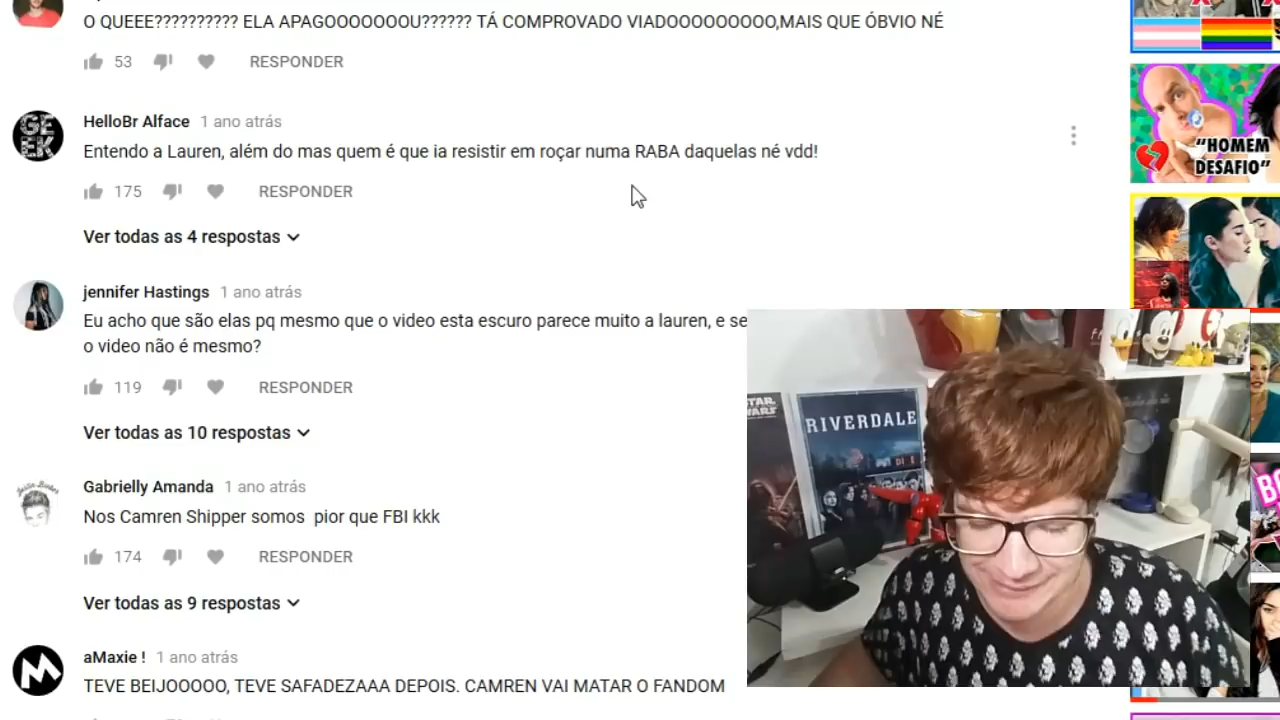 O QUEEE?????????? ELA APAGOOOOOOOU?????? TÁ COMPROVADO VIADOOOOOOOOO,MAIS QUE ÓBVIO NÉ
53 RESPONDER
GE
EK
HelloBr Alface 1 ano atrás
Entendo a Lauren, além do mas quem é que ia resistir em roçar numa RABA daquelas né vdd!
175 RESPONDER
Ver todas as 4 respostas
"HOMEM
DESAFIO"
jennifer Hastings 1 ano atrás
Eu acho que são elas pq mesmo que o video esta escuro parece muito a lauren, e se
o video não é mesmo?
119 RESPONDER
Ver todas as 10 respostas
STAR
WARS
RIVERDALE
Gabrielly Amanda 1 ano atrás
Nos Camren Shipper somos pior que FBI kkk
174 RESPONDER
Ver todas as 9 respostas
aMaxie ! 1 ano atrás
TEVE BEIJOOOOO, TEVE SAFADEZAAA DEPOIS. CAMREN VAI MATAR O FANDOM